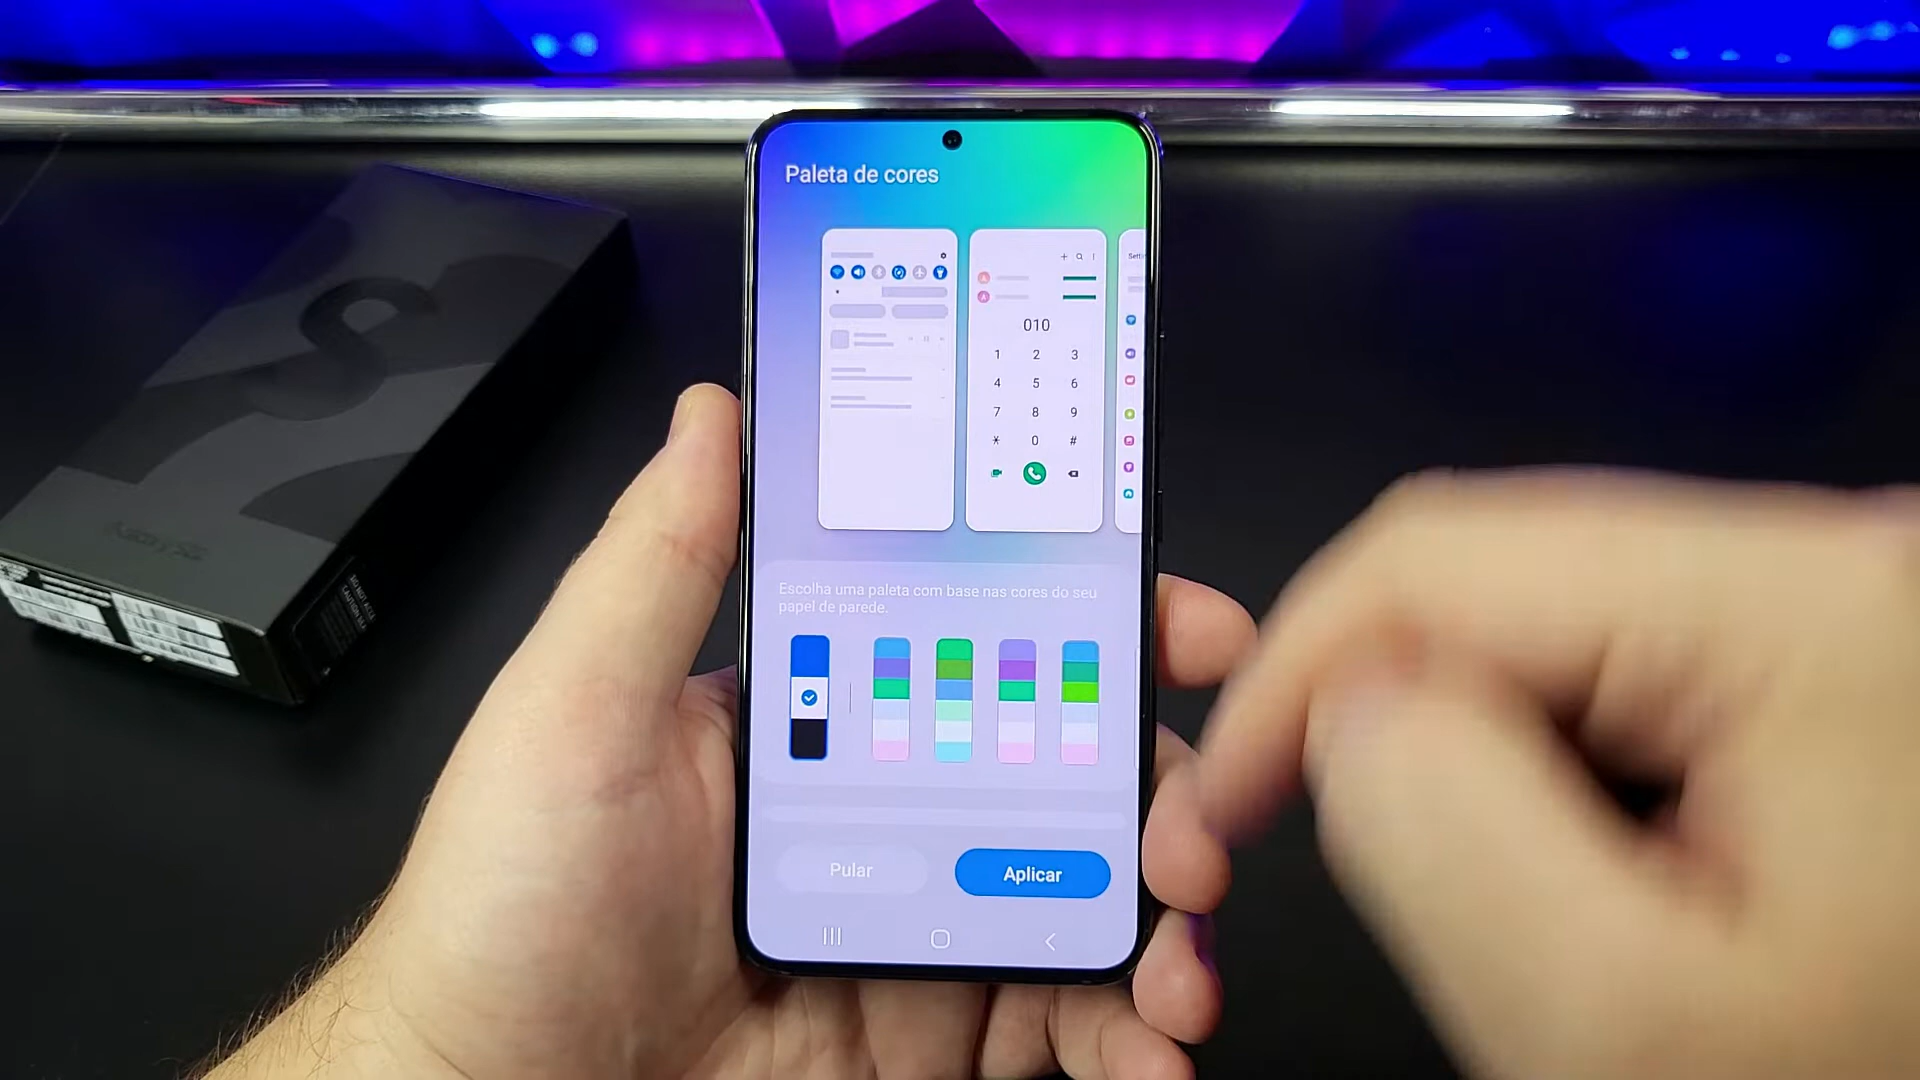 Paleta de cores
010
1 2 3
4 5 6
7 8 9
* 0 #
Escolha uma paleta com base nas cores do seu
papel de parede.
Pular
Aplicar
S